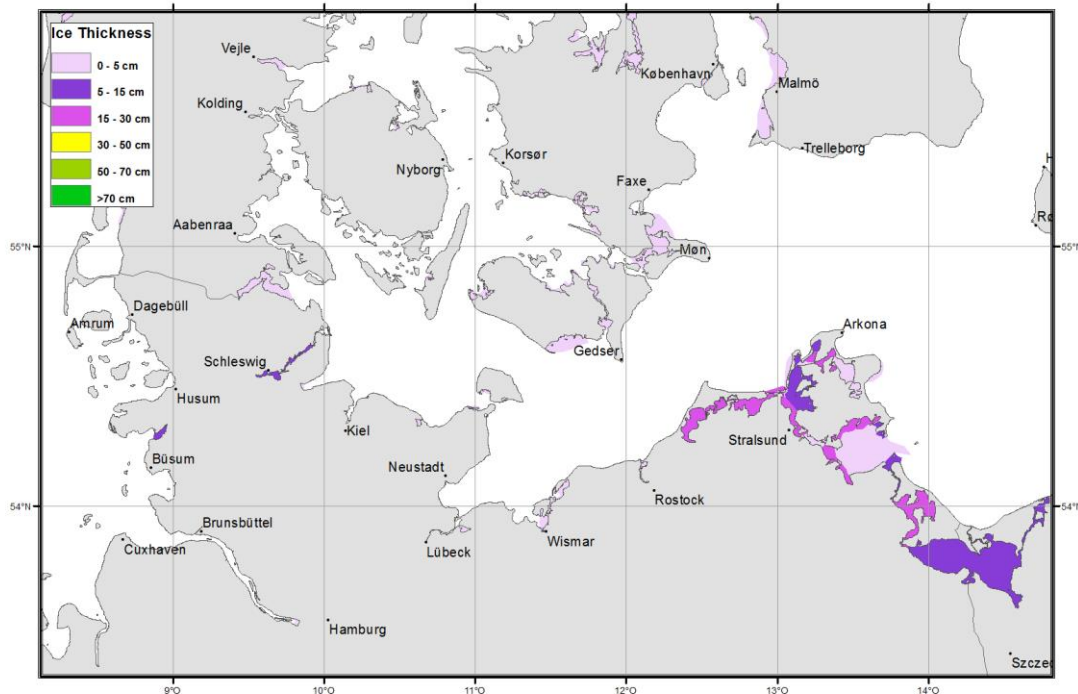 Ice Thickness
0 - 5 cm
5 - 15 cm
15 - 30 cm
30 - 50 cm
50 - 70 cm
>70 cm
Vejle
København
Malmö
Kolding
Trelleborg
Nyborg
Korsør
Faxe
Aabenraa
55°N
Møn
55°N
Dagebüll
Amrum
Arkona
Schleswig
Gedser
Husum
Kiel
Stralsund
Büsum
Neustadt
Rostock
54°N
54°N
Brunsbüttel
Cuxhaven
Lübeck
Wismar
Hamburg
9°O
10°O
11°O
12°O
13°O
14°O